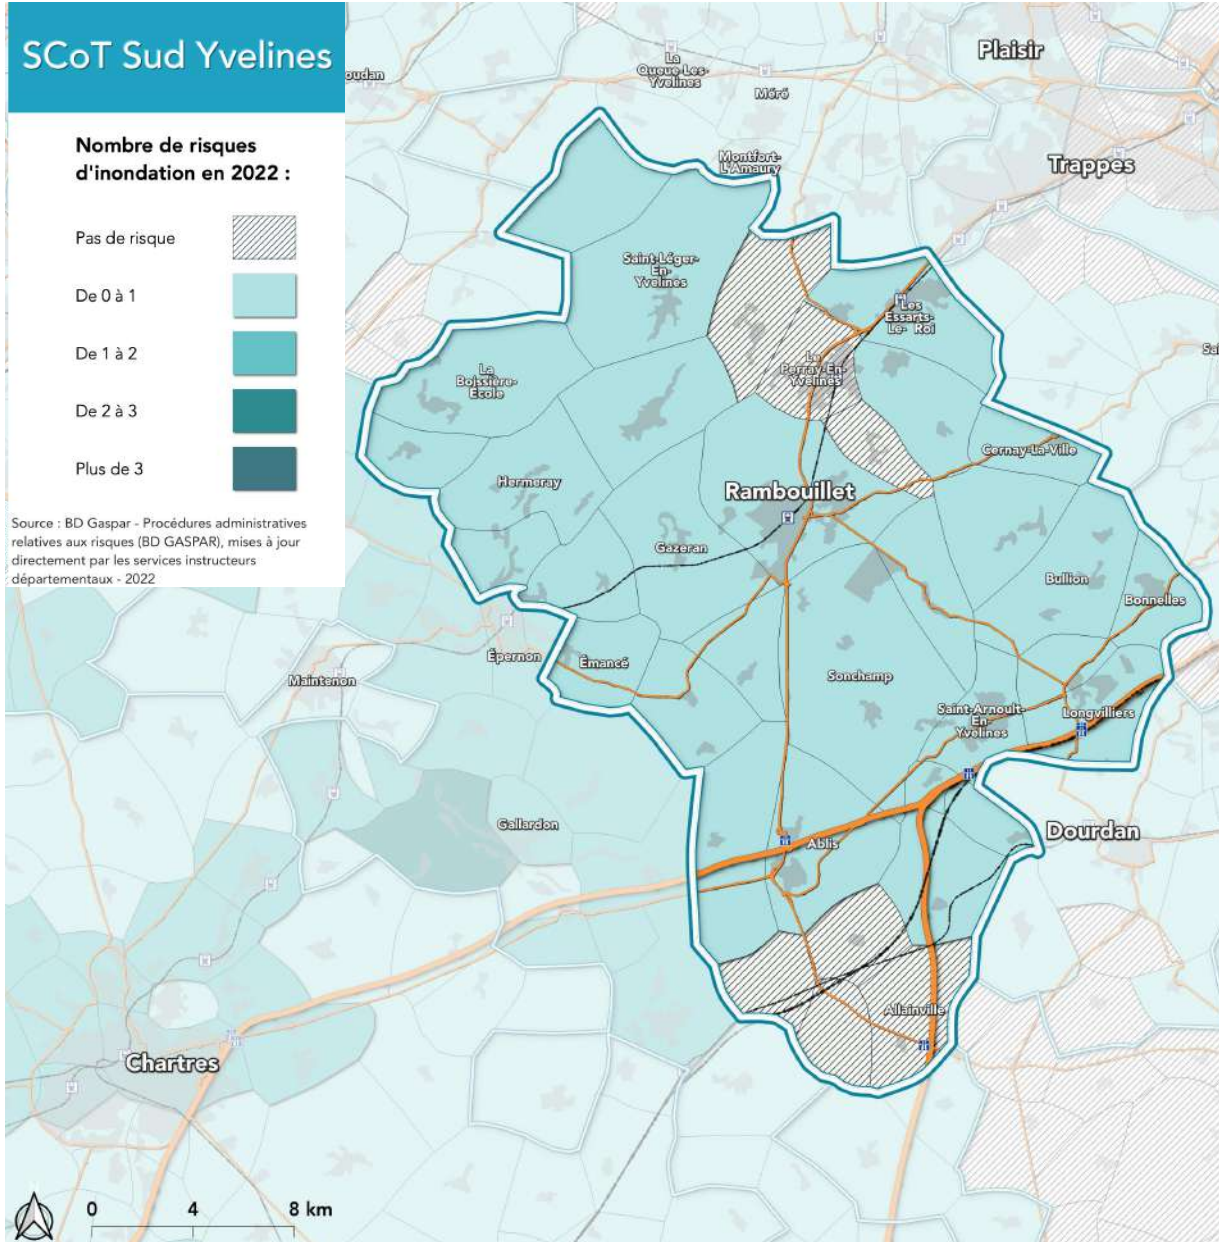 SCoT Sud Yvelines
Nombre de risques
d'inondation en 2022 :
Pas de risque
De 0 à 1
De 1 à 2
De 2 à 3
Plus de 3
Source : BD Gaspar - Procédures administratives
relatives aux risques (BD GASPAR), mises à jour
directement par les services instructeurs
départementaux - 2022
oudan
La
Queue-Les-
Yvelines
Méré
Plaisir
Montfort-
L'Amaury
Trappes
Saint-Léger-
En-
Yvelines
Les
Essarts-
Le- Roi
Sai
La
Boissière-
École
Le
Perray-En-
Yvelines
Cernay-La-Ville
Hermeray
Rambouillet
Gazeran
Bullion
Bonnelles
Épernon
Émancé
Maintenon
Sonchamp
Saint-Arnoult-
En-
Yvelines
Longvilliers
Gallardon
Ablis
Dourdan
Allainville
Chartres
0 4 8 km